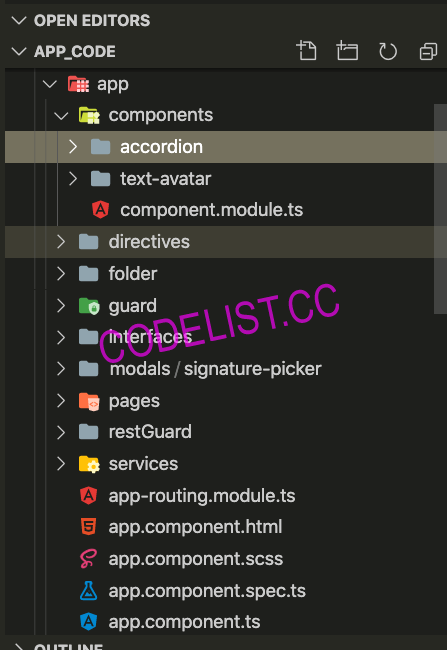 OPEN EDITORS
APP_CODE
app
components
accordion
text-avatar
component.module.ts
directives
folder
guard
interfaces
modals / signature-picker
pages
restGuard
services
app-routing.module.ts
app.component.html
app.component.scss
app.component.spec.ts
app.component.ts
OUTLINE
CODELIST.CC